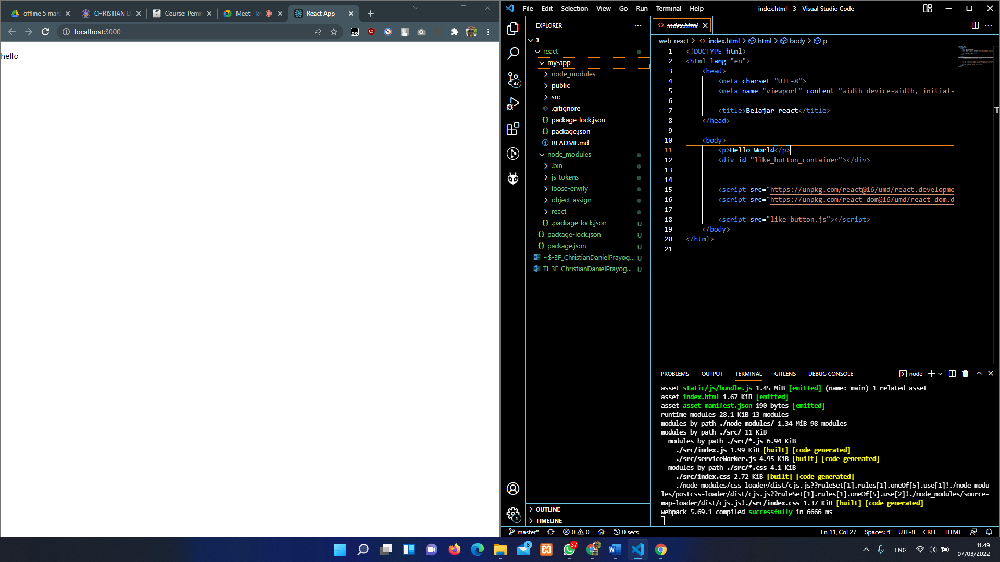 offline 5 mare
CHRISTIAN D
Course: Pemr
Meet - kr
React App
localhost:3000
hello
File Edit Selection View Go Run Terminal Help
index.html - 3 - Visual Studio Code
EXPLORER
3
react
my-app
node_modules
public
src
.gitignore
package-lock.json
package.json
README.md
node_modules
.bin
js-tokens
loose-envify
object-assign
react
.package-lock.json U
package-lock.json U
package.json U
~$-3F_ChristianDanielPrayog... U
TI-3F_ChristianDanielPrayog... U
OUTLINE
TIMELINE
47
1
index.html
web-react > index.html > html > body > p
1 <!DOCTYPE html>
2 <html lang="en">
3 <head>
4 <meta charset="UTF-8">
5 <meta name="viewport" content="width=device-width, initial-
6
7 <title>Belajar react</title>
8 </head>
9
10 <body>
11 <p>Hello World</p>
12 <div id="like_button_container"></div>
13
14
15 <script src="https://unpkg.com/react@16/umd/react.developme
16 <script src="https://unpkg.com/react-dom@16/umd/react-dom.d
17
18 <script src="like_button.js"></script>
19 </body>
20 </html>
21
PROBLEMS OUTPUT TERMINAL GITLENS DEBUG CONSOLE
node
asset static/js/bundle.js 1.45 MiB [emitted] (name: main) 1 related asset
asset index.html 1.67 KiB [emitted]
asset asset-manifest.json 190 bytes [emitted]
runtime modules 28.1 KiB 13 modules
modules by path ./node_modules/ 1.34 MiB 98 modules
modules by path ./src/ 11 KiB
modules by path ./src/*.js 6.94 KiB
./src/index.js 1.99 KiB [built] [code generated]
./src/serviceWorker.js 4.95 KiB [built] [code generated]
modules by path ./src/*.css 4.1 KiB
./src/index.css 2.72 KiB [built] [code generated]
./node_modules/css-loader/dist/cjs.js??ruleSet[1].rules[1].oneOf[5].use[1]!./node_modu
les/postcss-loader/dist/cjs.js??ruleSet[1].rules[1].oneOf[5].use[2]!./node_modules/source-
map-loader/dist/cjs.js!./src/index.css 1.37 KiB [built] [code generated]
webpack 5.69.1 compiled successfully in 6666 ms
master* 0 0 0 secs
Ln 11, Col 27 Spaces: 4 UTF-8 CRLF HTML
8
37
ENG
11.49
07/03/2022